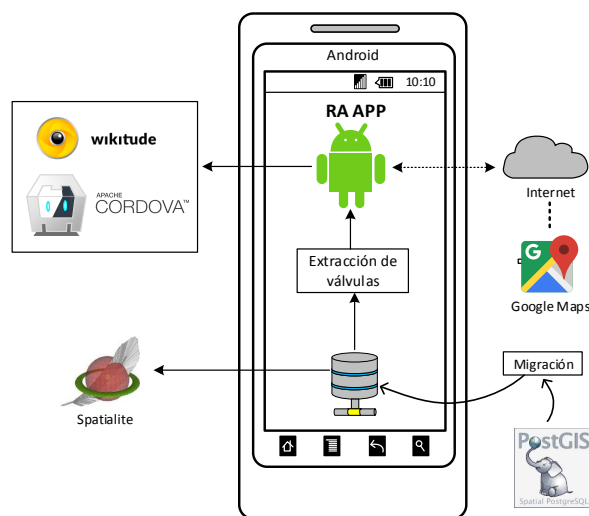 Android
10:10
RA APP
wikitude
APACHE
CORDOVA™
Internet
Extracción de
válvulas
G
Google Maps
Migración
Spatialite
PostGIS
Spatial PostgreSQL